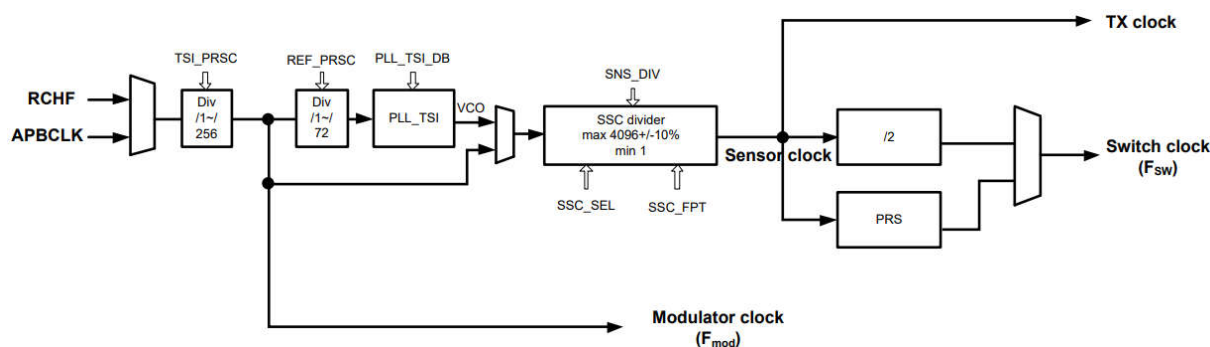 TX clock
TSI_PRSC
REF_PRSC
PLL_TSI_DB
SNS_DIV
RCHF
APBCLK
Div
/1~/
256
Div
/1~/
72
PLL_TSI
VCO
SSC divider
max 4096+/-10%
min 1
Sensor clock
/2
PRS
Switch clock
(FSW)
SSC_SEL
SSC_FPT
Modulator clock
(Fmod)